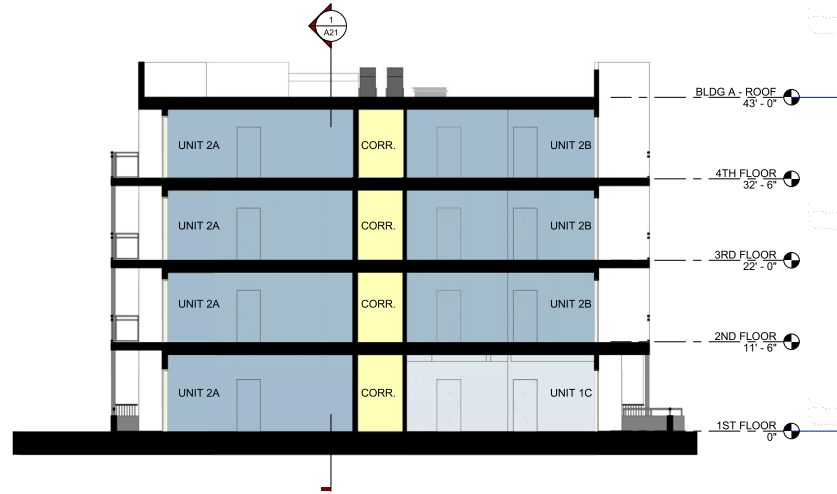 1
A21
BLDG A - ROOF
43' - 0"
UNIT 2A
CORR.
UNIT 2B
4TH FLOOR
32' - 6"
UNIT 2A
CORR.
UNIT 2B
3RD FLOOR
22' - 0"
UNIT 2A
CORR.
UNIT 2B
2ND FLOOR
11' - 6"
UNIT 2A
CORR.
UNIT 1C
1ST FLOOR
0"